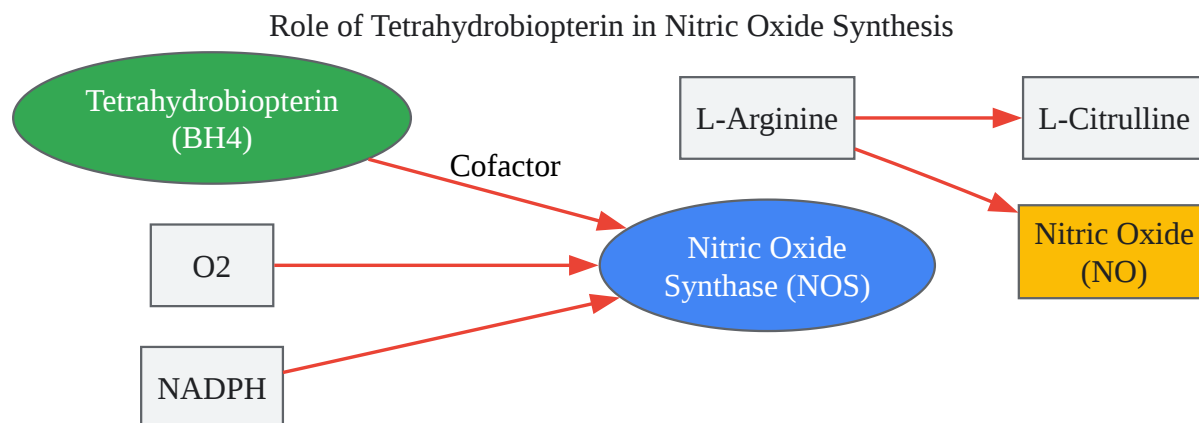 Role of Tetrahydrobiopterin in Nitric Oxide Synthesis
Tetrahydrobiopterin
(BH4)
L-Arginine
L-Citrulline
Cofactor
O2
Nitric Oxide
Synthase (NOS)
Nitric Oxide
(NO)
NADPH